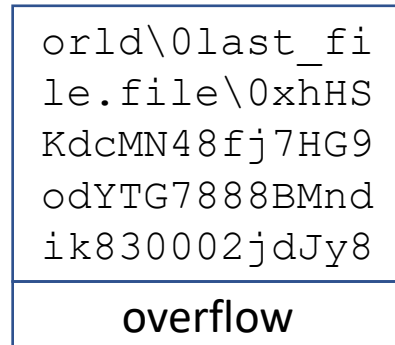 orld\0last_fi
le.file\0xhHS
KdcMN48fj7HG9
odYTG7888BMnd
ik830002jdJy8
overflow